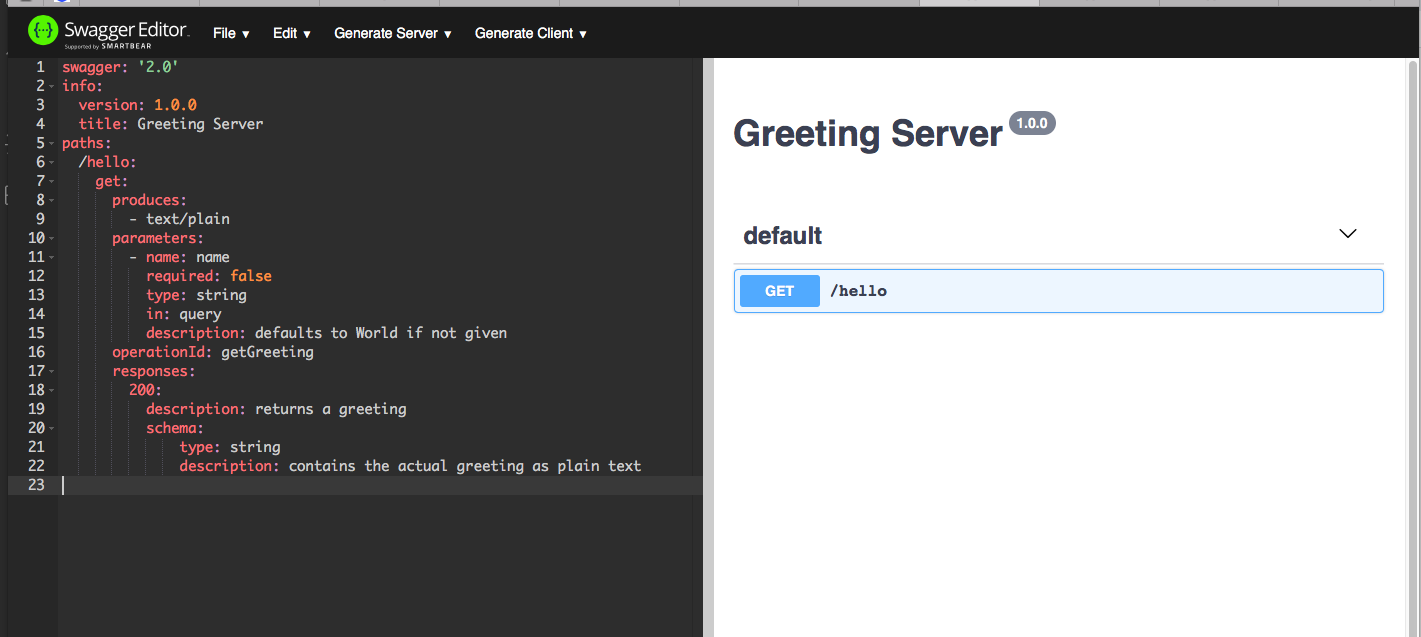 Swagger Editor
Supported by SMARTBEAR
File ▼ Edit ▼ Generate Server ▼ Generate Client ▼
1 swagger: '2.0'
2 info:
3   version: 1.0.0
4   title: Greeting Server
5 paths:
6   /hello:
7     get:
8       produces:
9         - text/plain
10       parameters:
11         - name: name
12           required: false
13           type: string
14           in: query
15           description: defaults to World if not given
16       operationId: getGreeting
17       responses:
18         200:
19           description: returns a greeting
20           schema:
21               type: string
22               description: contains the actual greeting as plain text
23
Greeting Server 1.0.0
default
GET /hello